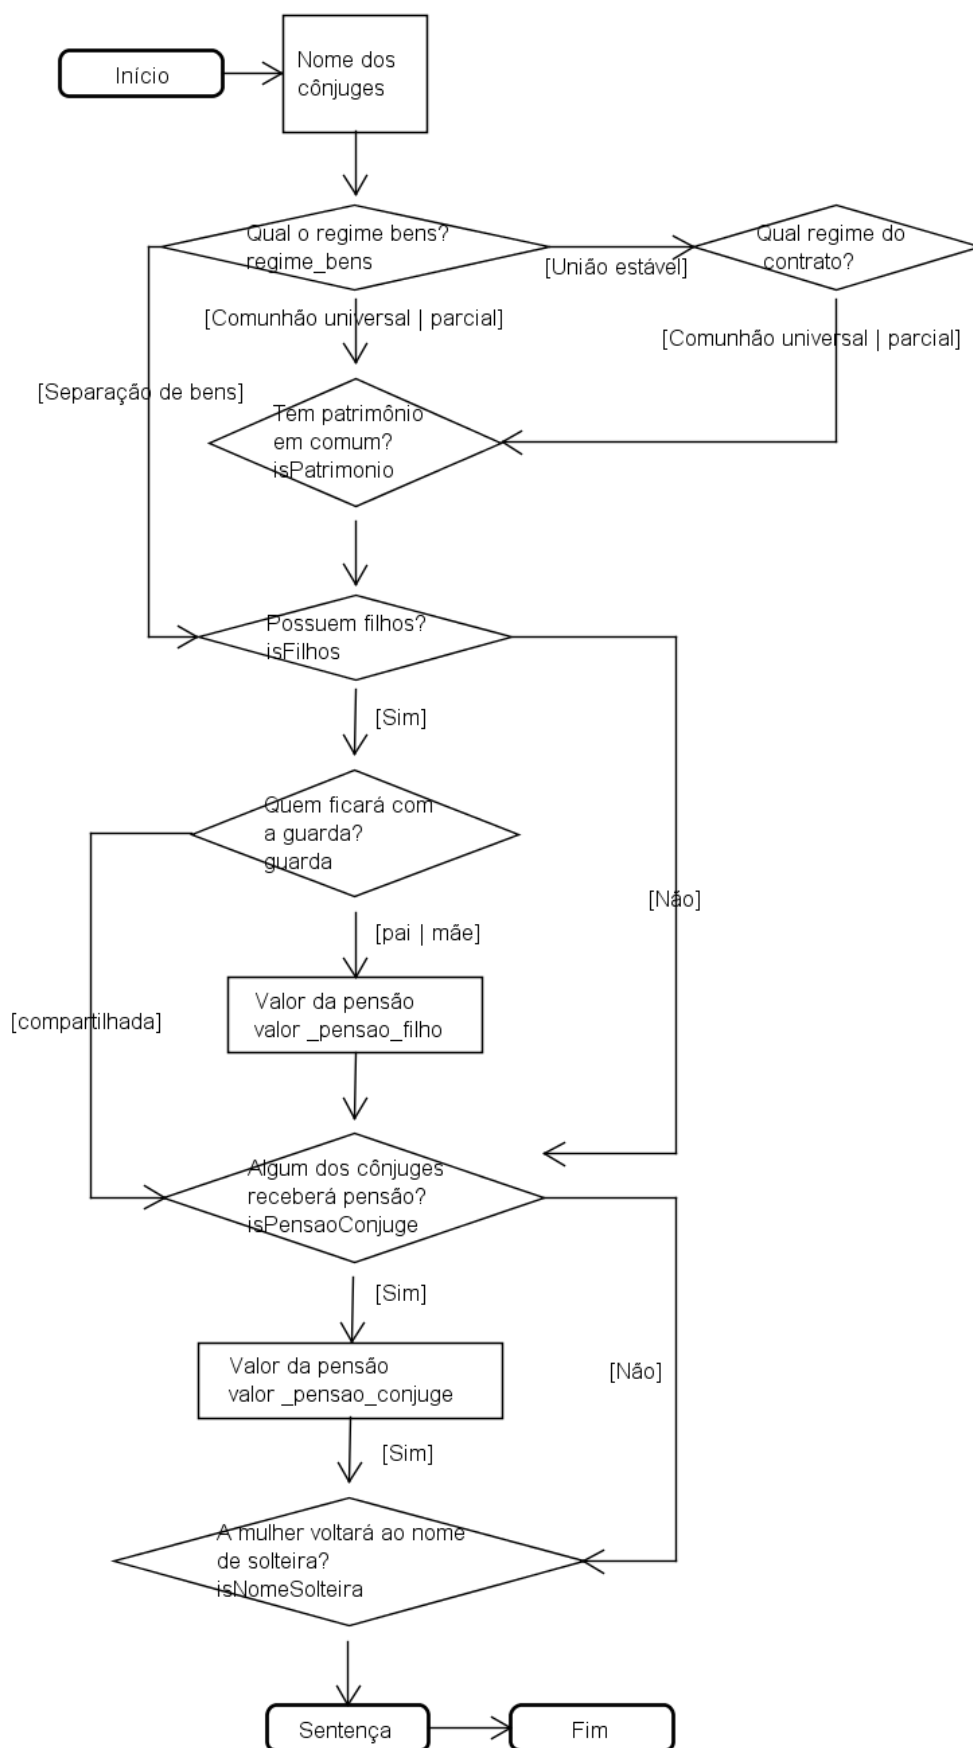 Início
Nome dos
cônjuges
Qual o regime bens?
regime_bens
[União estável]
Qual regime do
contrato?
[Comunhão universal | parcial]
[Comunhão universal | parcial]
[Separação de bens]
Tem patrimônio
em comum?
isPatrimonio
Possuem filhos?
isFilhos
[Sim]
Quem ficará com
a guarda?
guarda
[Não]
[pai | mãe]
[compartilhada]
Valor da pensão
valor _pensao_filho
Algum dos cônjuges
receberá pensão?
isPensaoConjuge
[Sim]
Valor da pensão
valor _pensao_conjuge
[Não]
[Sim]
A mulher voltará ao nome
de solteira?
isNomeSolteira
Sentença
Fim